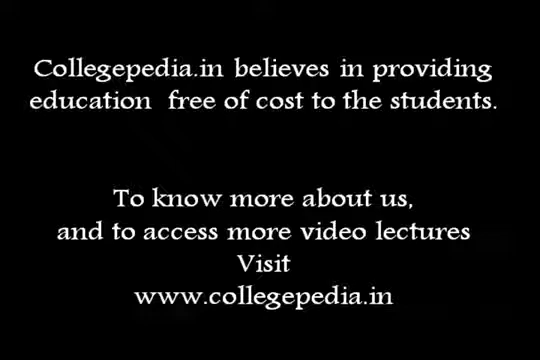 Collegepedia.in believes in providing
education free of cost to the students.
To know more about us,
and to access more video lectures
Visit
www.collegepedia.in